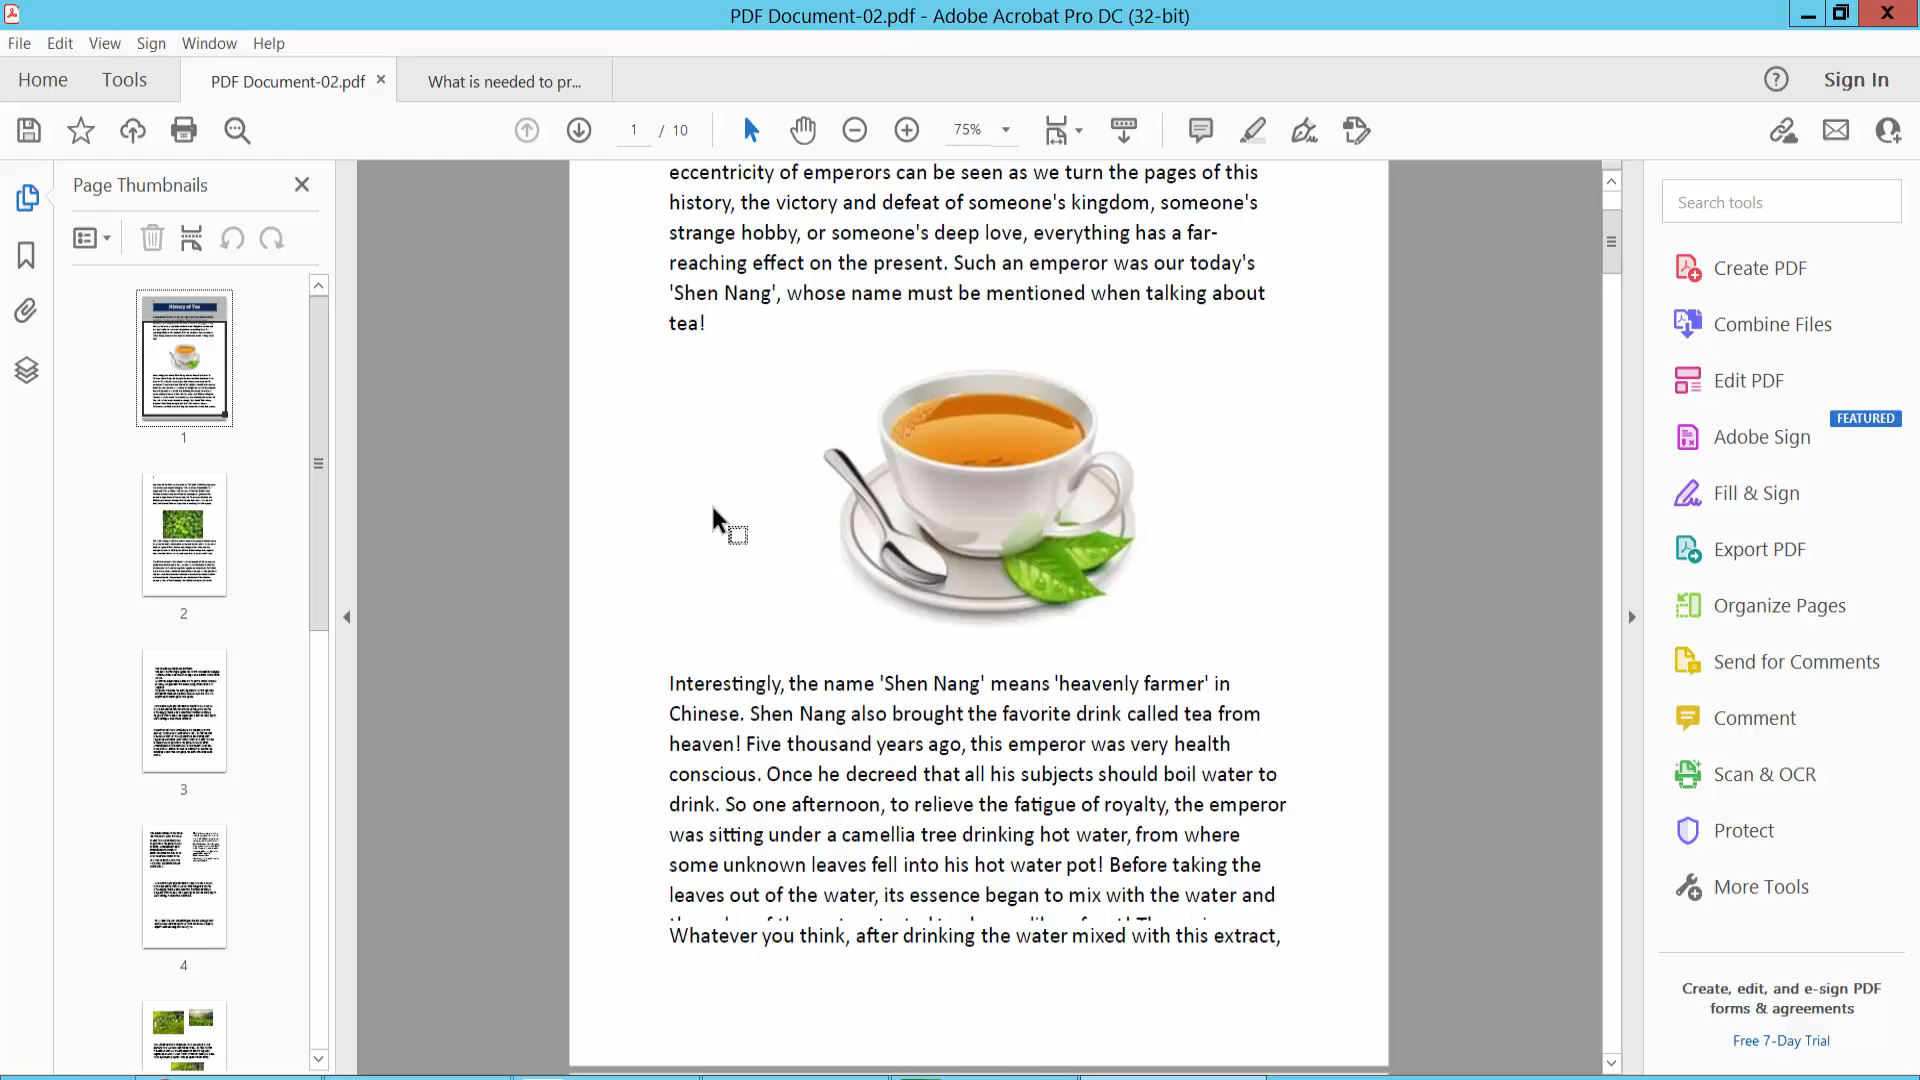 PDF Document-02.pdf - Adobe Acrobat Pro DC (32-bit)
File Edit View Sign Window Help
Home Tools PDF Document-02.pdf What is needed to pr... Sign In
1 / 10 75%
Page Thumbnails
History of Tea
1
2
3
4
eccentricity of emperors can be seen as we turn the pages of this
history, the victory and defeat of someone's kingdom, someone's
strange hobby, or someone's deep love, everything has a far-
reaching effect on the present. Such an emperor was our today's
'Shen Nang', whose name must be mentioned when talking about
tea!
Interestingly, the name 'Shen Nang' means 'heavenly farmer' in
Chinese. Shen Nang also brought the favorite drink called tea from
heaven! Five thousand years ago, this emperor was very health
conscious. Once he decreed that all his subjects should boil water to
drink. So one afternoon, to relieve the fatigue of royalty, the emperor
was sitting under a camellia tree drinking hot water, from where
some unknown leaves fell into his hot water pot! Before taking the
leaves out of the water, its essence began to mix with the water and
Whatever you think, after drinking the water mixed with this extract,
Search tools
Create PDF
Combine Files
Edit PDF
FEATURED
Adobe Sign
Fill & Sign
Export PDF
Organize Pages
Send for Comments
Comment
Scan & OCR
Protect
More Tools
Create, edit, and e-sign PDF
forms & agreements
Free 7-Day Trial